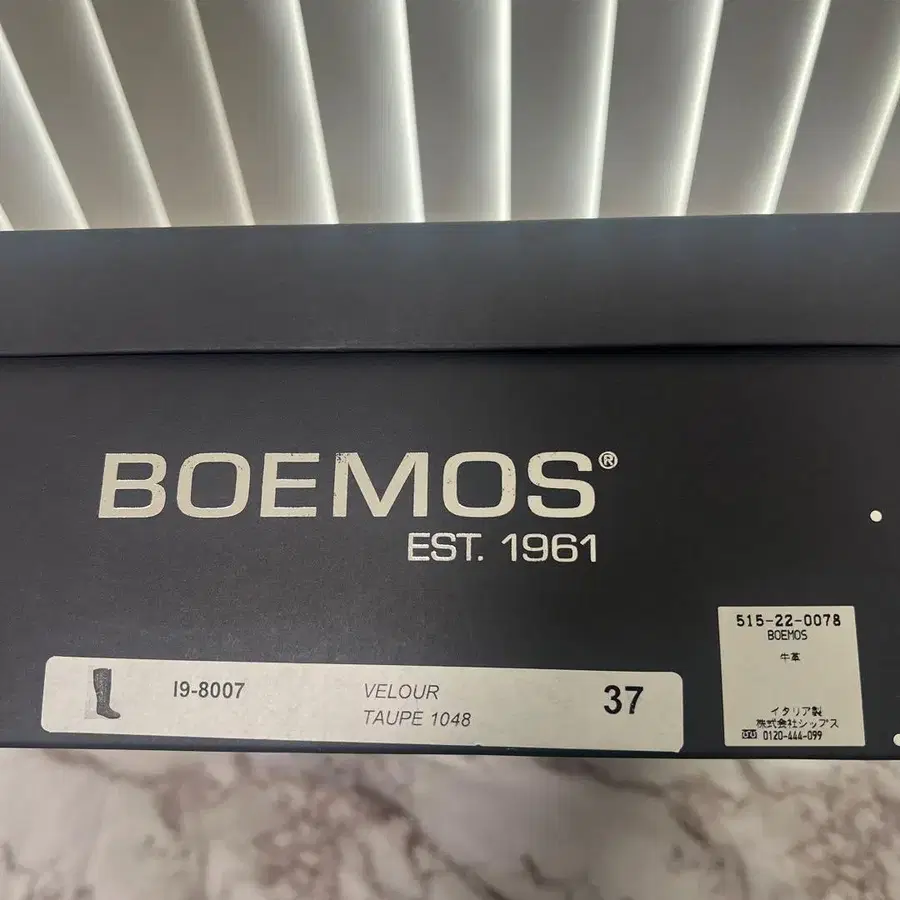 BOEMOS®
EST. 1961
I9-8007
VELOUR
TAUPE 1048
37
515-22-0078
BOEMOS
牛革
イタリア製
株式会社シップス
0120-444-099